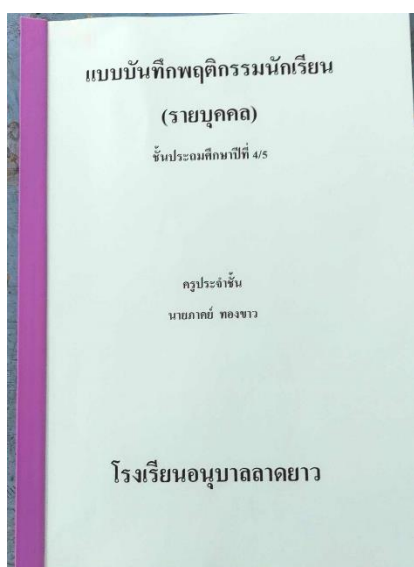 แบบบันทึกพฤติกรรมนักเรียน
(รายบุคคล)
ชั้นประถมศึกษาปีที่ 4/5
ครูประจำชั้น
นายภาคย์ ทองขาว
โรงเรียนอนุบาลลาดยาว